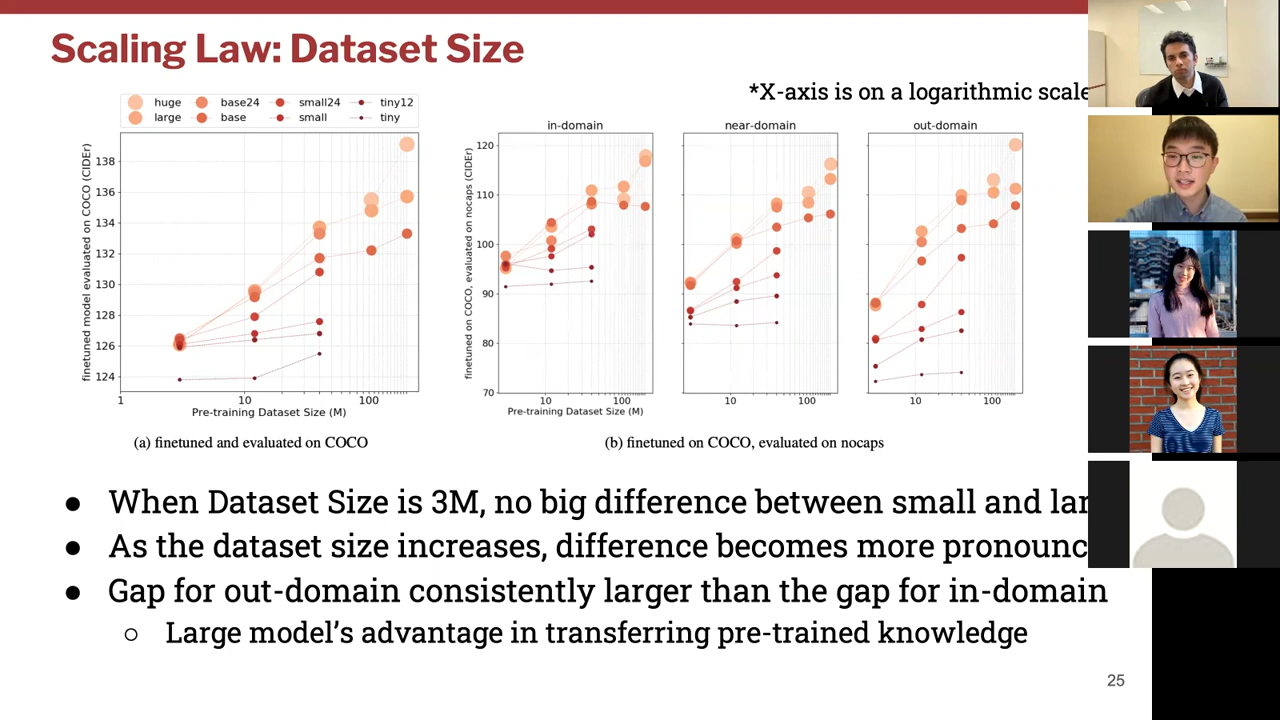 Scaling Law: Dataset Size
*X-axis is on a logarithmic scale
huge base24 small24 tiny12
large base small tiny
finetuned model evaluated on COCO (CIDEr)
138
136
134
132
130
128
126
124
1 10 100
Pre-training Dataset Size (M)
(a) finetuned and evaluated on COCO
in-domain near-domain out-domain
finetuned on COCO, evaluated on nocaps (CIDEr)
120
110
100
90
80
70
10 100 10 100 10 100
Pre-training Dataset Size (M)
(b) finetuned on COCO, evaluated on nocaps
● When Dataset Size is 3M, no big difference between small and lar
● As the dataset size increases, difference becomes more pronounc
● Gap for out-domain consistently larger than the gap for in-domain
○ Large model's advantage in transferring pre-trained knowledge
25